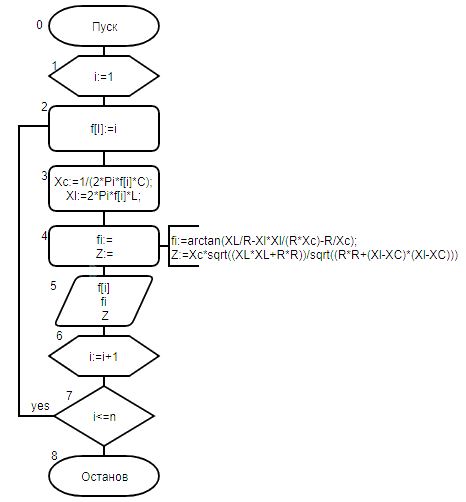 0
Пуск
1
i:=1
2
f[I]:=i
3
Xc:=1/(2*Pi*f[i]*C);
Xl:=2*Pi*f[i]*L;
4
fi:=
Z:=
fi:=arctan(XL/R-Xl*Xl/(R*Xc)-R/Xc);
Z:=Xc*sqrt((XL*XL+R*R))/sqrt((R*R+(Xl-XC)*(Xl-XC)))
5
f[i]
fi
Z
6
i:=i+1
7
yes
i<=n
8
Останов